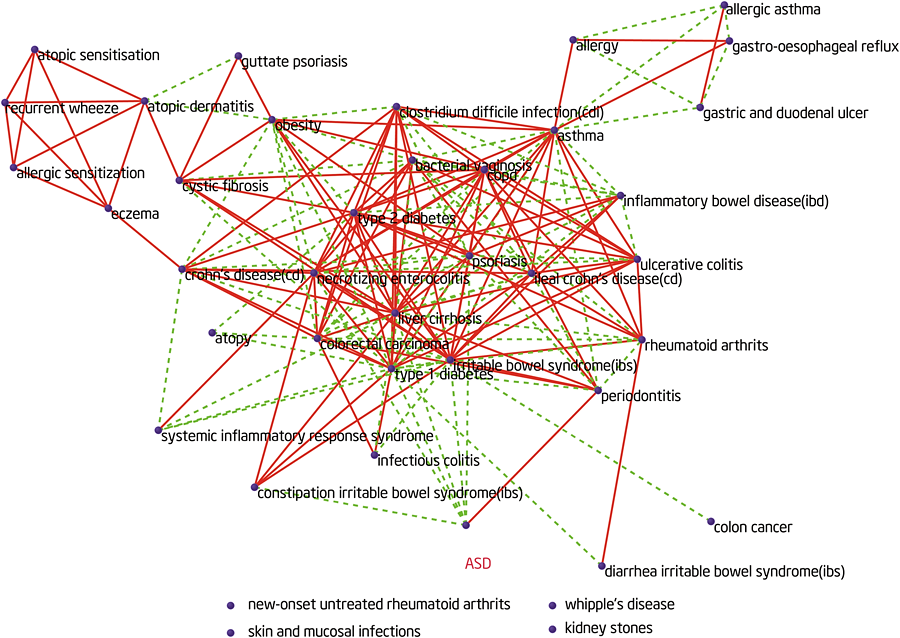 allergic asthma
allergy
gastro-oesophageal reflux
atopic sensitisation
guttate psoriasis
recurrent wheeze
atopic dermatitis
clostridium difficile infection(cdi)
gastric and duodenal ulcer
obesity
asthma
bacterial vaginosis
copd
allergic sensitization
cystic fibrosis
inflammatory bowel disease(ibd)
eczema
type-2 diabetes
psoriasis
ulcerative colitis
crohn's disease(cd)
necrotizing enterocolitis
ileal crohn's disease(cd)
liver cirrhosis
atopy
colorectal carcinoma
rheumatoid arthrits
irritable bowel syndrome(ibs)
type-1 diabetes
periodontitis
systemic inflammatory response syndrome
infectious colitis
constipation irritable bowel syndrome(ibs)
colon cancer
ASD
diarrhea irritable bowel syndrome(ibs)
new-onset untreated rheumatoid arthrits
whipple's disease
skin and mucosal infections
kidney stones